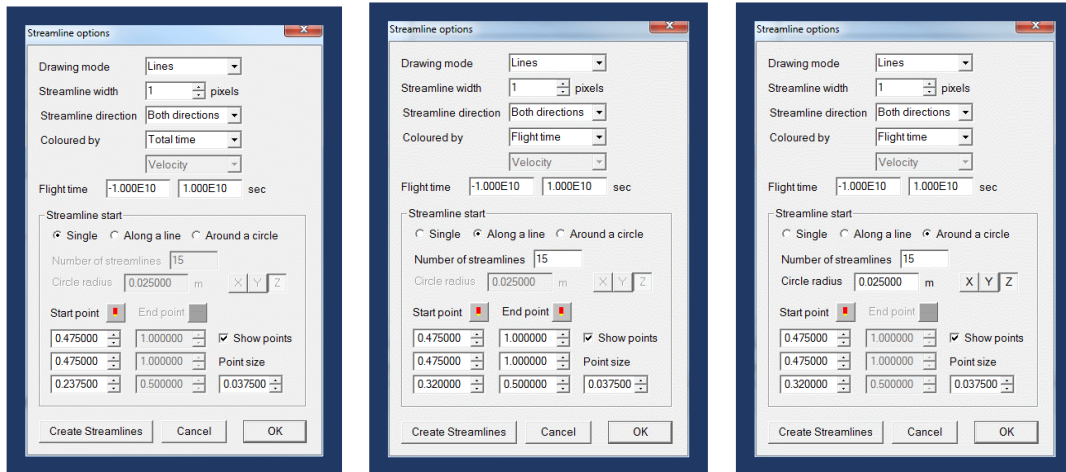 Streamline options
Drawing mode Lines
Streamline width 1 pixels
Streamline direction Both directions
Coloured by Total time
Velocity
Flight time -1.000E10 1.000E10 sec
Streamline start
Single Along a line Around a circle
Number of streamlines 15
Circle radius 0.025000 m X Y Z
Start point End point
0.475000 1.000000 Show points
0.475000 1.000000 Point size
0.237500 0.500000 0.037500
Create Streamlines Cancel OK
Streamline options
Drawing mode Lines
Streamline width 1 pixels
Streamline direction Both directions
Coloured by Flight time
Velocity
Flight time -1.000E10 1.000E10 sec
Streamline start
Single Along a line Around a circle
Number of streamlines 15
Circle radius 0.025000 m X Y Z
Start point End point
0.475000 1.000000 Show points
0.475000 1.000000 Point size
0.320000 0.500000 0.037500
Create Streamlines Cancel OK
Streamline options
Drawing mode Lines
Streamline width 1 pixels
Streamline direction Both directions
Coloured by Flight time
Velocity
Flight time -1.000E10 1.000E10 sec
Streamline start
Single Along a line Around a circle
Number of streamlines 15
Circle radius 0.025000 m X Y Z
Start point End point
0.475000 1.000000 Show points
0.475000 1.000000 Point size
0.320000 0.500000 0.037500
Create Streamlines Cancel OK